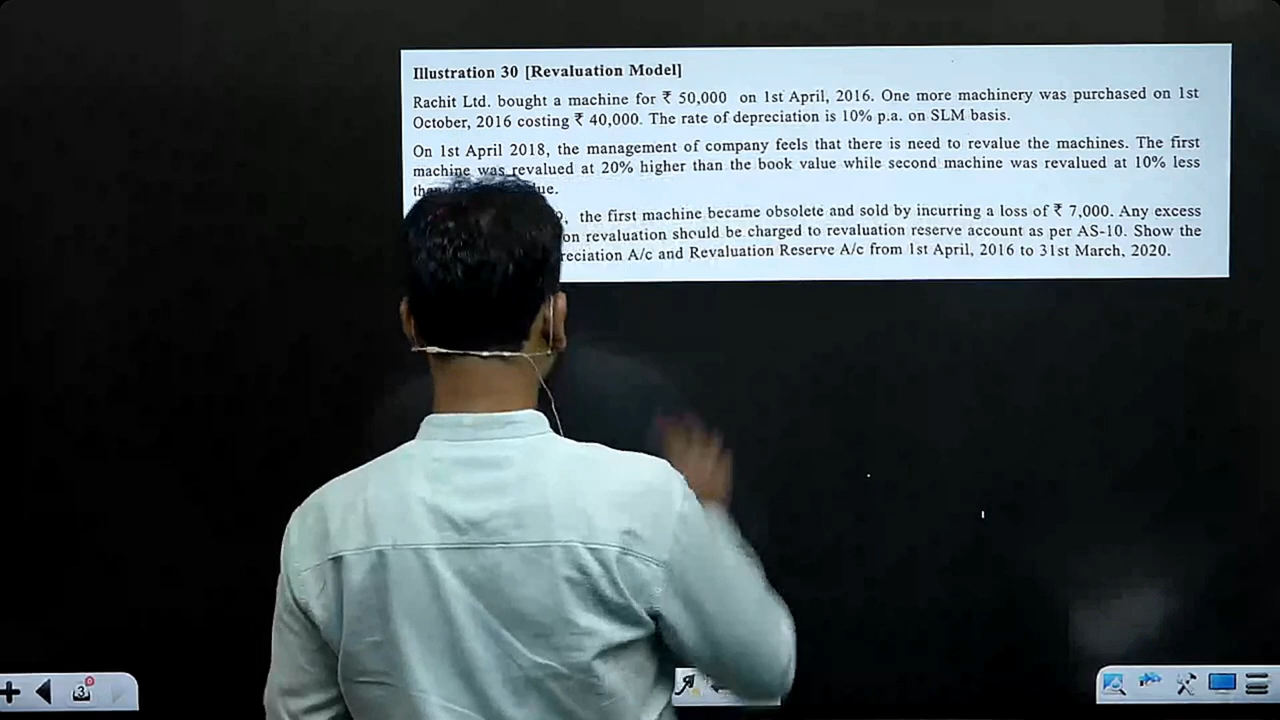 Illustration 30 [Revaluation Model]
Rachit Ltd. bought a machine for ₹ 50,000 on 1st April, 2016. One more machinery was purchased on 1st
October, 2016 costing ₹ 40,000. The rate of depreciation is 10% p.a. on SLM basis.
On 1st April 2018, the management of company feels that there is need to revalue the machines. The first
machine was revalued at 20% higher than the book value while second machine was revalued at 10% less
the first machine became obsolete and sold by incurring a loss of ₹ 7,000. Any excess
on revaluation should be charged to revaluation reserve account as per AS-10. Show the
A/c and Revaluation Reserve A/c from 1st April, 2016 to 31st March, 2020.
3